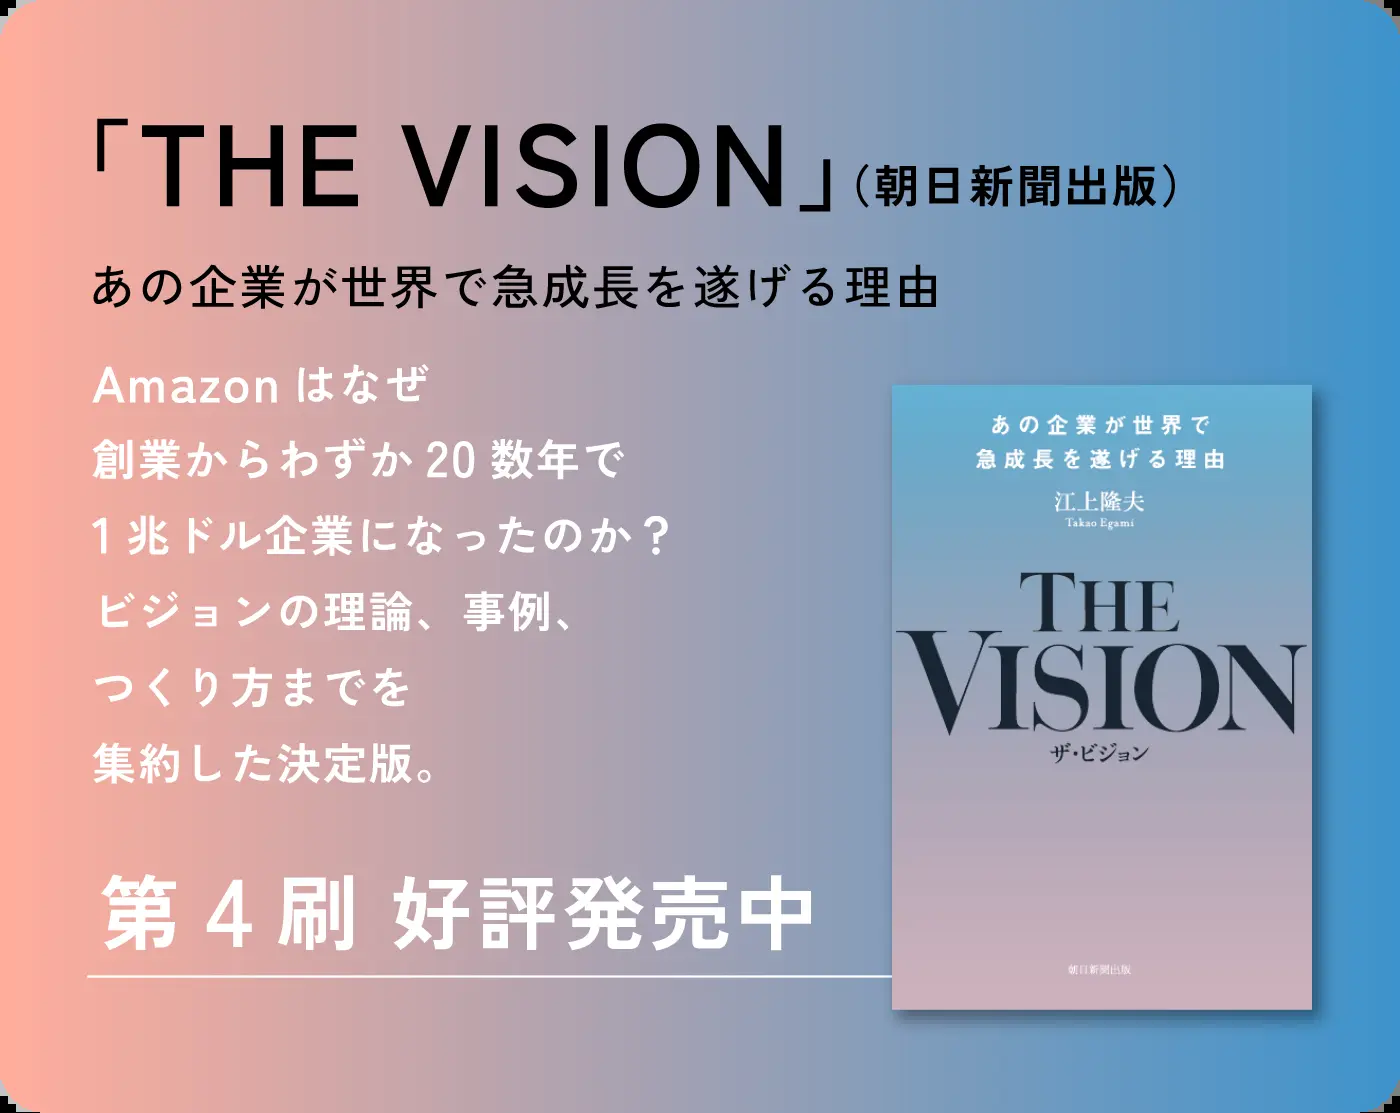 「THE VISION」（朝日新聞出版）
あの企業が世界で急成長を遂げる理由
Amazon はなぜ
創業からわずか 20 数年で
1 兆ドル企業になったのか？
ビジョンの理論、事例、
つくり方までを
集約した決定版。
第 4 刷 好評発売中
あの企業が世界で
急成長を遂げる理由
江上隆夫
Takao Egami
THE
VISION
ザ・ビジョン
朝日新聞出版